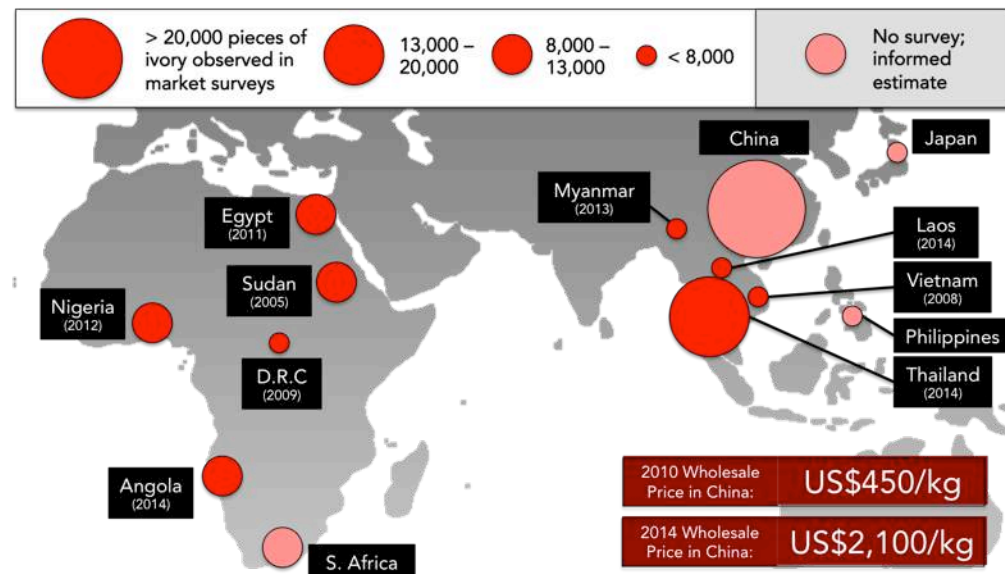 > 20,000 pieces of
ivory observed in
market surveys
13,000 –
20,000
8,000 –
13,000
< 8,000
No survey;
informed
estimate
China
Japan
Myanmar
(2013)
Egypt
(2011)
Laos
(2014)
Sudan
(2005)
Vietnam
(2008)
Nigeria
(2012)
Philippines
D.R.C
(2009)
Thailand
(2014)
Angola
(2014)
2010 Wholesale
Price in China:
US$450/kg
2014 Wholesale
Price in China:
US$2,100/kg
S. Africa